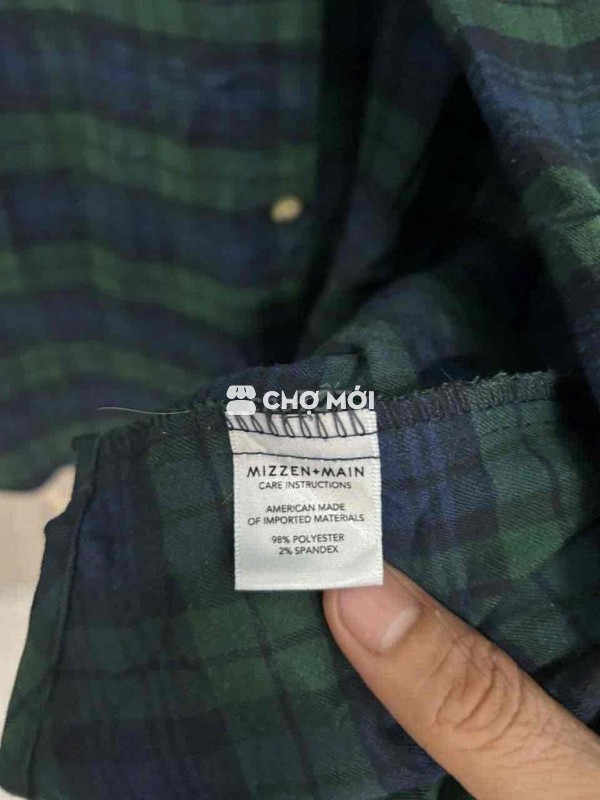 CHỢ MỚI
MIZZEN+MAIN
CARE INSTRUCTIONS
AMERICAN MADE
OF IMPORTED MATERIALS
98% POLYESTER
2% SPANDEX